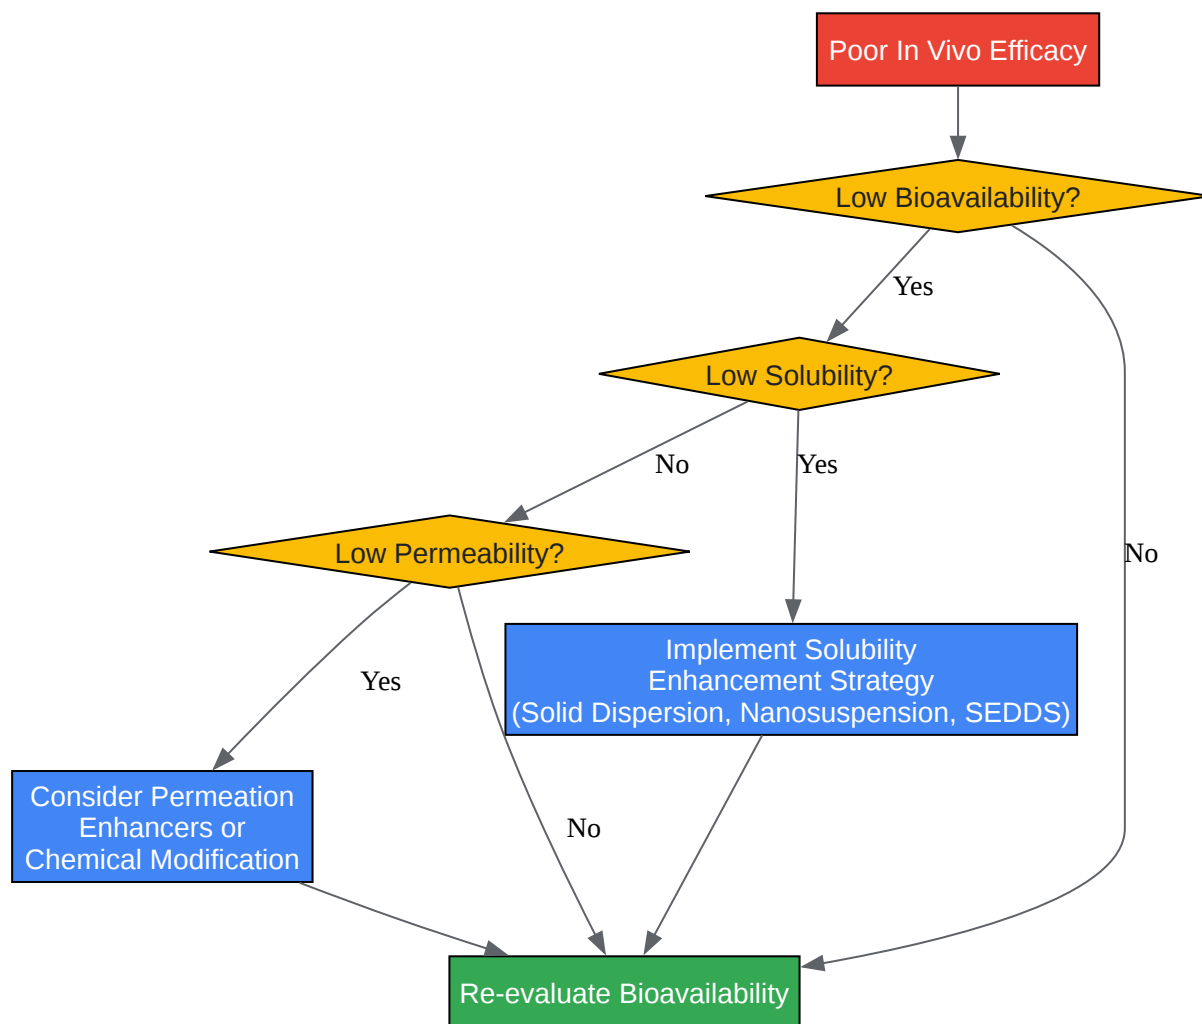 Poor In Vivo Efficacy
Low Bioavailability?
Yes
Low Solubility?
No
Yes
Low Permeability?
No
Implement Solubility
Enhancement Strategy
(Solid Dispersion, Nanosuspension, SEDDS)
Yes
Consider Permeation
Enhancers or
Chemical Modification
No
Re-evaluate Bioavailability